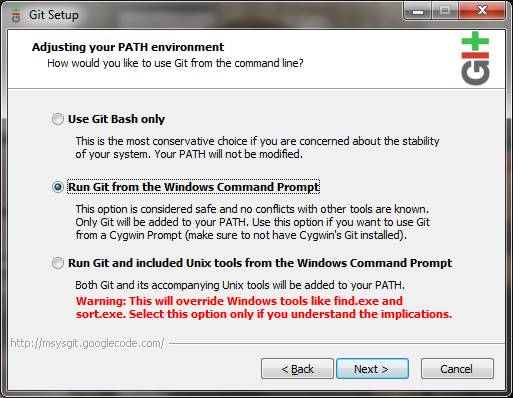 Git Setup
Adjusting your PATH environment
How would you like to use Git from the command line?
Git
Use Git Bash only
This is the most conservative choice if you are concerned about the stability
of your system. Your PATH will not be modified.
Run Git from the Windows Command Prompt
This option is considered safe and no conflicts with other tools are known.
Only Git will be added to your PATH. Use this option if you want to use Git
from a Cygwin Prompt (make sure to not have Cygwin's Git installed).
Run Git and included Unix tools from the Windows Command Prompt
Both Git and its accompanying Unix tools will be added to your PATH.
Warning: This will override Windows tools like find.exe and
sort.exe. Select this option only if you understand the implications.
http://msysgit.googlecode.com/
< Back
Next >
Cancel